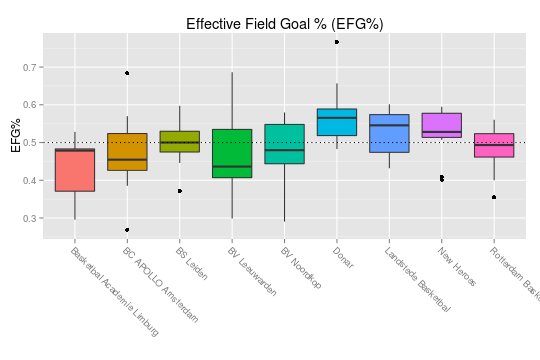 Effective Field Goal % (EFG%)
EFG%
0.7
0.6
0.5
0.4
0.3
Basketbal Academie Limburg
BC APOLLO Amsterdam
BS Leiden
BV Leeuwarden
BV Noordkop
Donar
Landstede Basketbal
New Heroes
Rotterdam Bask